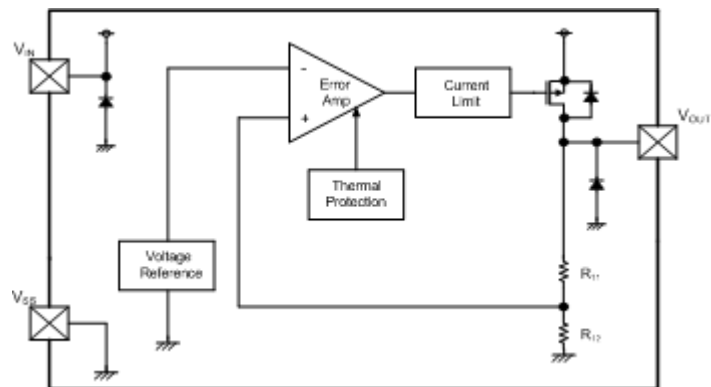 VIN
-
Error
Amp
+
Current
Limit
VOUT
Thermal
Protection
Voltage
Reference
R11
VSS
R12